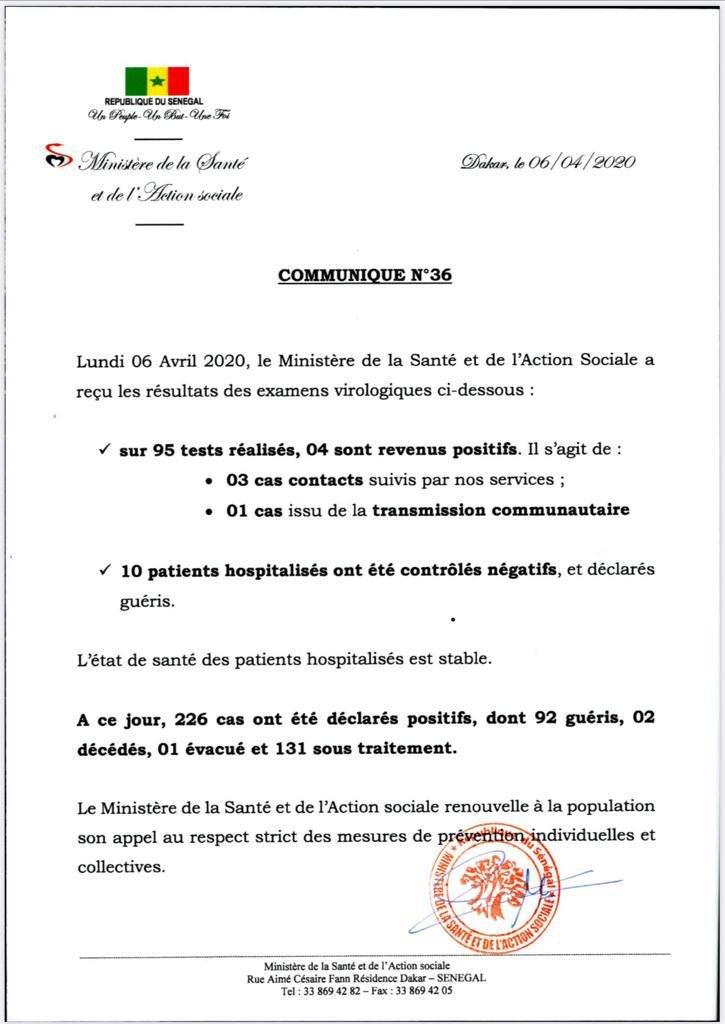 REPUBLIQUE DU SENEGAL
Un Peuple- Un But- Une Foi
Ministère de la Santé
et de l'Action sociale
Dakar, le 06/04/2020
COMMUNIQUE N°36
Lundi 06 Avril 2020, le Ministère de la Santé et de l'Action Sociale a
reçu les résultats des examens virologiques ci-dessous :
✓ sur 95 tests réalisés, 04 sont revenus positifs. Il s'agit de :
• 03 cas contacts suivis par nos services ;
• 01 cas issu de la transmission communautaire
✓ 10 patients hospitalisés ont été contrôlés négatifs, et déclarés
guéris.
L'état de santé des patients hospitalisés est stable.
A ce jour, 226 cas ont été déclarés positifs, dont 92 guéris, 02
décédés, 01 évacué et 131 sous traitement.
Le Ministère de la Santé et de l'Action sociale renouvelle à la population
son appel au respect strict des mesures de prévention individuelles et
collectives.
République du Sénégal
MINISTÈRE DE LA SANTÉ ET DE L'ACTION SOCIALE
Ministère de la Santé et de l'Action sociale
Rue Aimé Césaire Fann Résidence Dakar – SENEGAL
Tel : 33 869 42 82 – Fax : 33 869 42 05